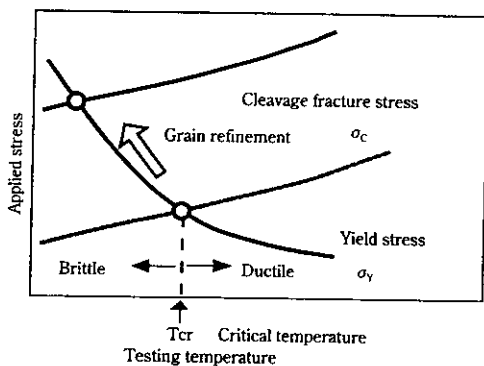 Applied stress
Cleavage fracture stress
Grain refinement
σC
Yield stress
Brittle
Ductile
σY
Tcr Critical temperature
Testing temperature